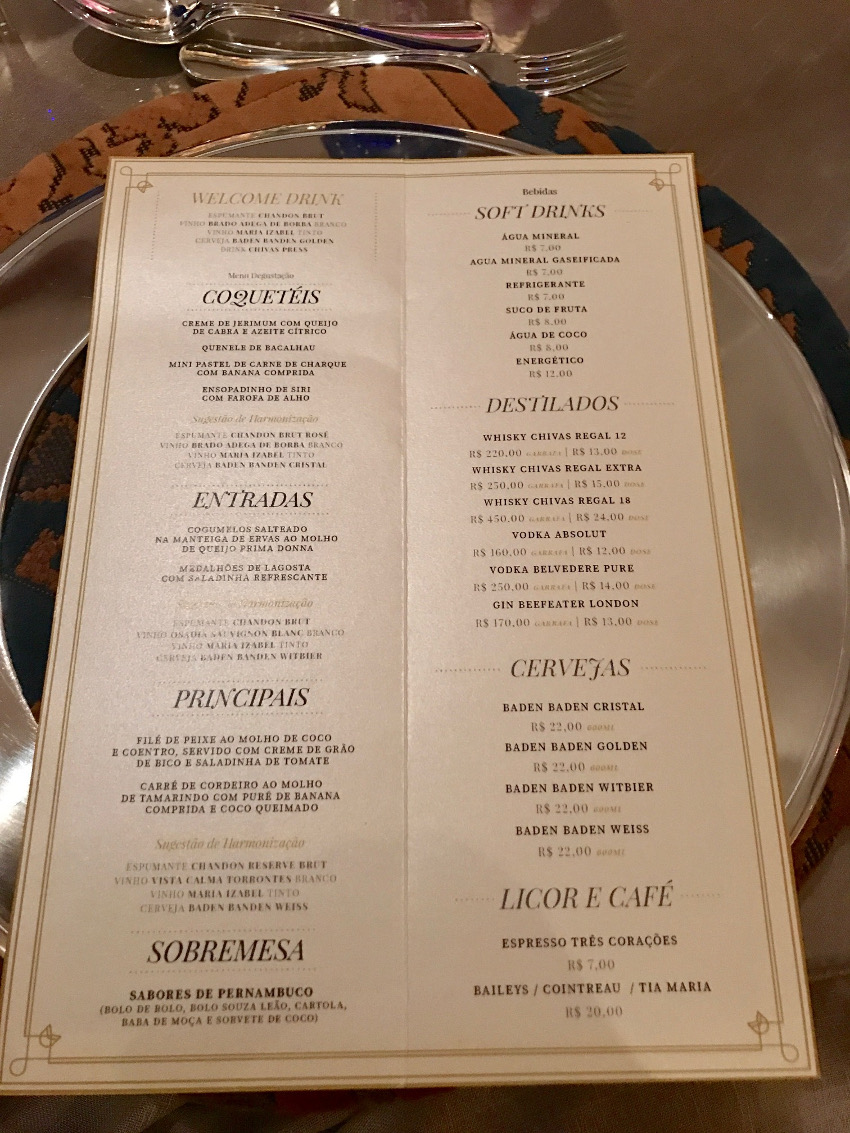 WELCOME DRINK
ESPUMANTE CHANDON BRUT
VINHO BRADO ADEGA DE BORBA BRANCO
VINHO MARIA IZABEL TINTO
CERVEJA BADEN BANDEN GOLDEN
DRINK CHIVAS PRESS
Menu Degustação
COQUETÉIS
CREME DE JERIMUM COM QUEIJO
DE CABRA E AZEITE CÍTRICO
QUENELE DE BACALHAU
MINI PASTEL DE CARNE DE CHARQUE
COM BANANA COMPRIDA
ENSOPADINHO DE SIRI
COM FAROFA DE ALHO
Sugestão de Harmonização
ESPUMANTE CHANDON BRUT ROSÉ
VINHO BRADO ADEGA DE BORBA BRANCO
VINHO MARIA IZABEL TINTO
CERVEJA BADEN BANDEN CRISTAL
ENTRADAS
COGUMELOS SALTEADO
NA MANTEIGA DE ERVAS AO MOLHO
DE QUEIJO PRIMA DONNA
MEDALHÕES DE LAGOSTA
COM SALADINHA REFRESCANTE
Sugestão de Harmonização
ESPUMANTE CHANDON BRUT
VINHO SAUVIGNON BLANC BRANCO
VINHO MARIA IZABEL TINTO
CERVEJA BADEN BANDEN WITBIER
PRINCIPAIS
FILÉ DE PEIXE AO MOLHO DE COCO
E COENTRO, SERVIDO COM CREME DE GRÃO
DE BICO E SALADINHA DE TOMATE
CARRÉ DE CORDEIRO AO MOLHO
DE TAMARINDO COM PURÉ DE BANANA
COMPRIDA E COCO QUEIMADO
Sugestão de Harmonização
ESPUMANTE CHANDON RESERVE BRUT
VINHO VISTA CALMA TORRONTES BRANCO
VINHO MARIA IZABEL TINTO
CERVEJA BADEN BANDEN WEISS
SOBREMESA
SABORES DE PERNAMBUCO
(BOLO DE BOLO, BOLO SOUZA LEÃO, CARTOLA,
BABA DE MOÇA E SORVETE DE COCO)
Bebidas
SOFT DRINKS
ÁGUA MINERAL
R$ 7,00
AGUA MINERAL GASEIFICADA
R$ 7,00
REFRIGERANTE
R$ 7,00
SUCO DE FRUTA
R$ 8,00
ÁGUA DE COCO
R$ 8,00
ENERGÉTICO
R$ 12,00
DESTILADOS
WHISKY CHIVAS REGAL 12
R$ 220,00 GARRAFA | R$ 13,00 DOSE
WHISKY CHIVAS REGAL EXTRA
R$ 250,00 GARRAFA | R$ 15,00 DOSE
WHISKY CHIVAS REGAL 18
R$ 450,00 GARRAFA | R$ 24,00 DOSE
VODKA ABSOLUT
R$ 160,00 GARRAFA | R$ 12,00 DOSE
VODKA BELVEDERE PURE
R$ 250,00 GARRAFA | R$ 14,00 DOSE
GIN BEEFEATER LONDON
R$ 170,00 GARRAFA | R$ 13,00 DOSE
CERVEJAS
BADEN BADEN CRISTAL
R$ 22,00 600ML
BADEN BADEN GOLDEN
R$ 22,00 600ML
BADEN BADEN WITBIER
R$ 22,00 600ML
BADEN BADEN WEISS
R$ 22,00 600ML
LICOR E CAFÉ
ESPRESSO TRÊS CORAÇÕES
R$ 7,00
BAILEYS / COINTREAU / TIA MARIA
R$ 20,00